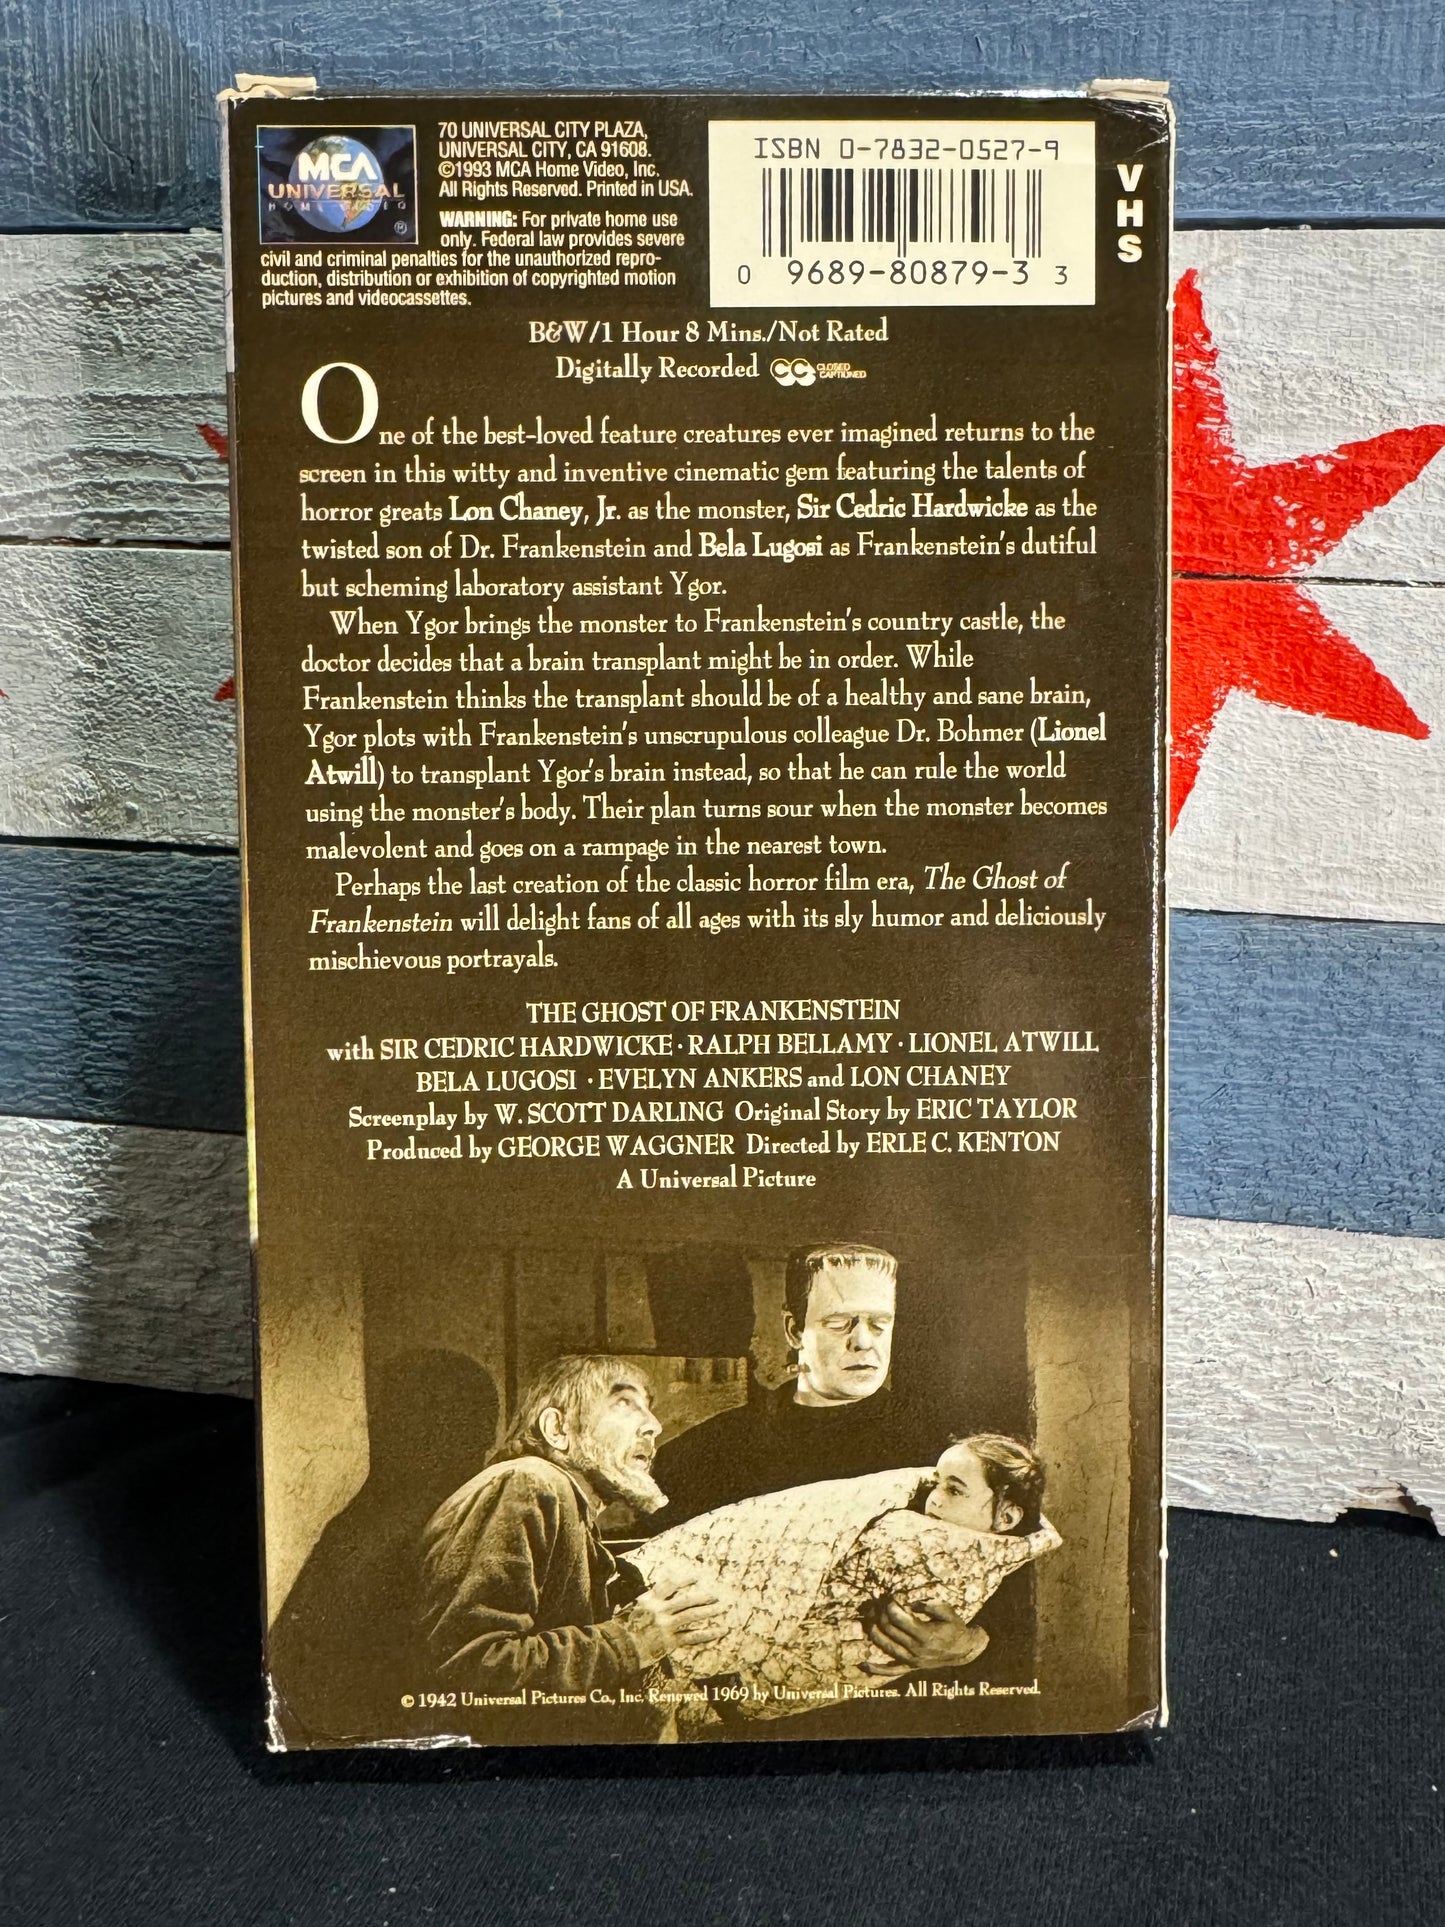 MCA
UNIVERSAL
HOME VIDEO
®
70 UNIVERSAL CITY PLAZA,
UNIVERSAL CITY, CA 91608.
©1993 MCA Home Video, Inc.
All Rights Reserved. Printed in USA.
WARNING: For private home use
only. Federal law provides severe
civil and criminal penalties for the unauthorized repro-
duction, distribution or exhibition of copyrighted motion
pictures and videocassettes.
ISBN 0-7832-0527-9
0 9689-80879-3 3
VHS
B&W/1 Hour 8 Mins./Not Rated
Digitally Recorded CC CLOSED CAPTIONED
One of the best-loved feature creatures ever imagined returns to the
screen in this witty and inventive cinematic gem featuring the talents of
horror greats Lon Chaney, Jr. as the monster, Sir Cedric Hardwicke as the
twisted son of Dr. Frankenstein and Bela Lugosi as Frankenstein's dutiful
but scheming laboratory assistant Ygor.
When Ygor brings the monster to Frankenstein's country castle, the
doctor decides that a brain transplant might be in order. While
Frankenstein thinks the transplant should be of a healthy and sane brain,
Ygor plots with Frankenstein's unscrupulous colleague Dr. Bohmer (Lionel
Atwill) to transplant Ygor's brain instead, so that he can rule the world
using the monster's body. Their plan turns sour when the monster becomes
malevolent and goes on a rampage in the nearest town.
Perhaps the last creation of the classic horror film era, The Ghost of
Frankenstein will delight fans of all ages with its sly humor and deliciously
mischievous portrayals.
THE GHOST OF FRANKENSTEIN
with SIR CEDRIC HARDWICKE · RALPH BELLAMY · LIONEL ATWILL
BELA LUGOSI · EVELYN ANKERS and LON CHANEY
Screenplay by W. SCOTT DARLING Original Story by ERIC TAYLOR
Produced by GEORGE WAGGNER Directed by ERLE C. KENTON
A Universal Picture
© 1942 Universal Pictures Co., Inc. Renewed 1969 by Universal Pictures. All Rights Reserved.